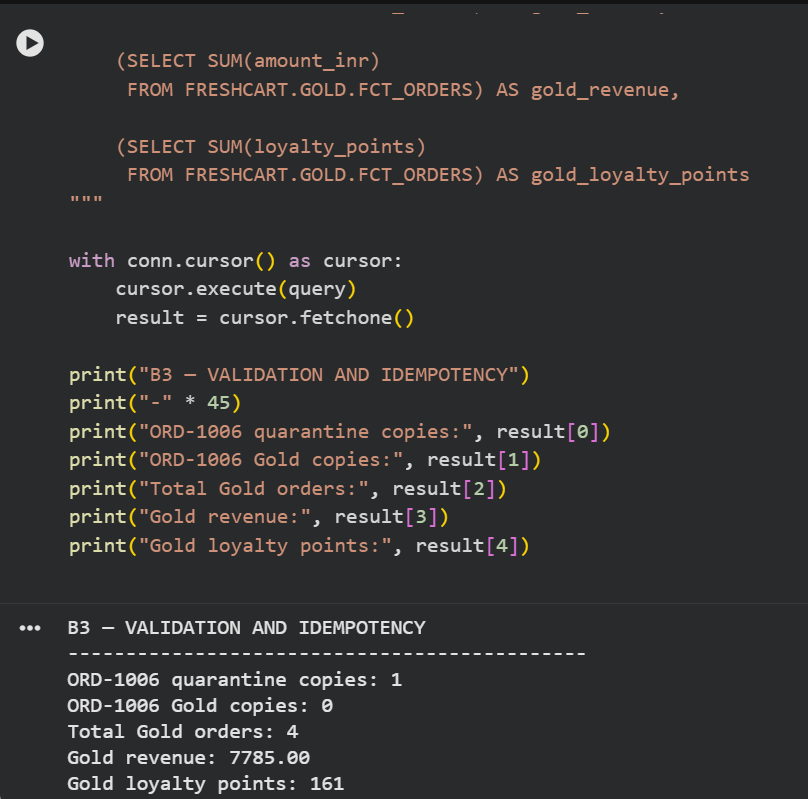 (SELECT SUM(amount_inr)
FROM FRESHCART.GOLD.FCT_ORDERS) AS gold_revenue,
(SELECT SUM(loyalty_points)
FROM FRESHCART.GOLD.FCT_ORDERS) AS gold_loyalty_points
"""
with conn.cursor() as cursor:
cursor.execute(query)
result = cursor.fetchone()
print("B3 — VALIDATION AND IDEMPOTENCY")
print("-" * 45)
print("ORD-1006 quarantine copies:", result[0])
print("ORD-1006 Gold copies:", result[1])
print("Total Gold orders:", result[2])
print("Gold revenue:", result[3])
print("Gold loyalty points:", result[4])
B3 — VALIDATION AND IDEMPOTENCY
---------------------------------------------
ORD-1006 quarantine copies: 1
ORD-1006 Gold copies: 0
Total Gold orders: 4
Gold revenue: 7785.00
Gold loyalty points: 161